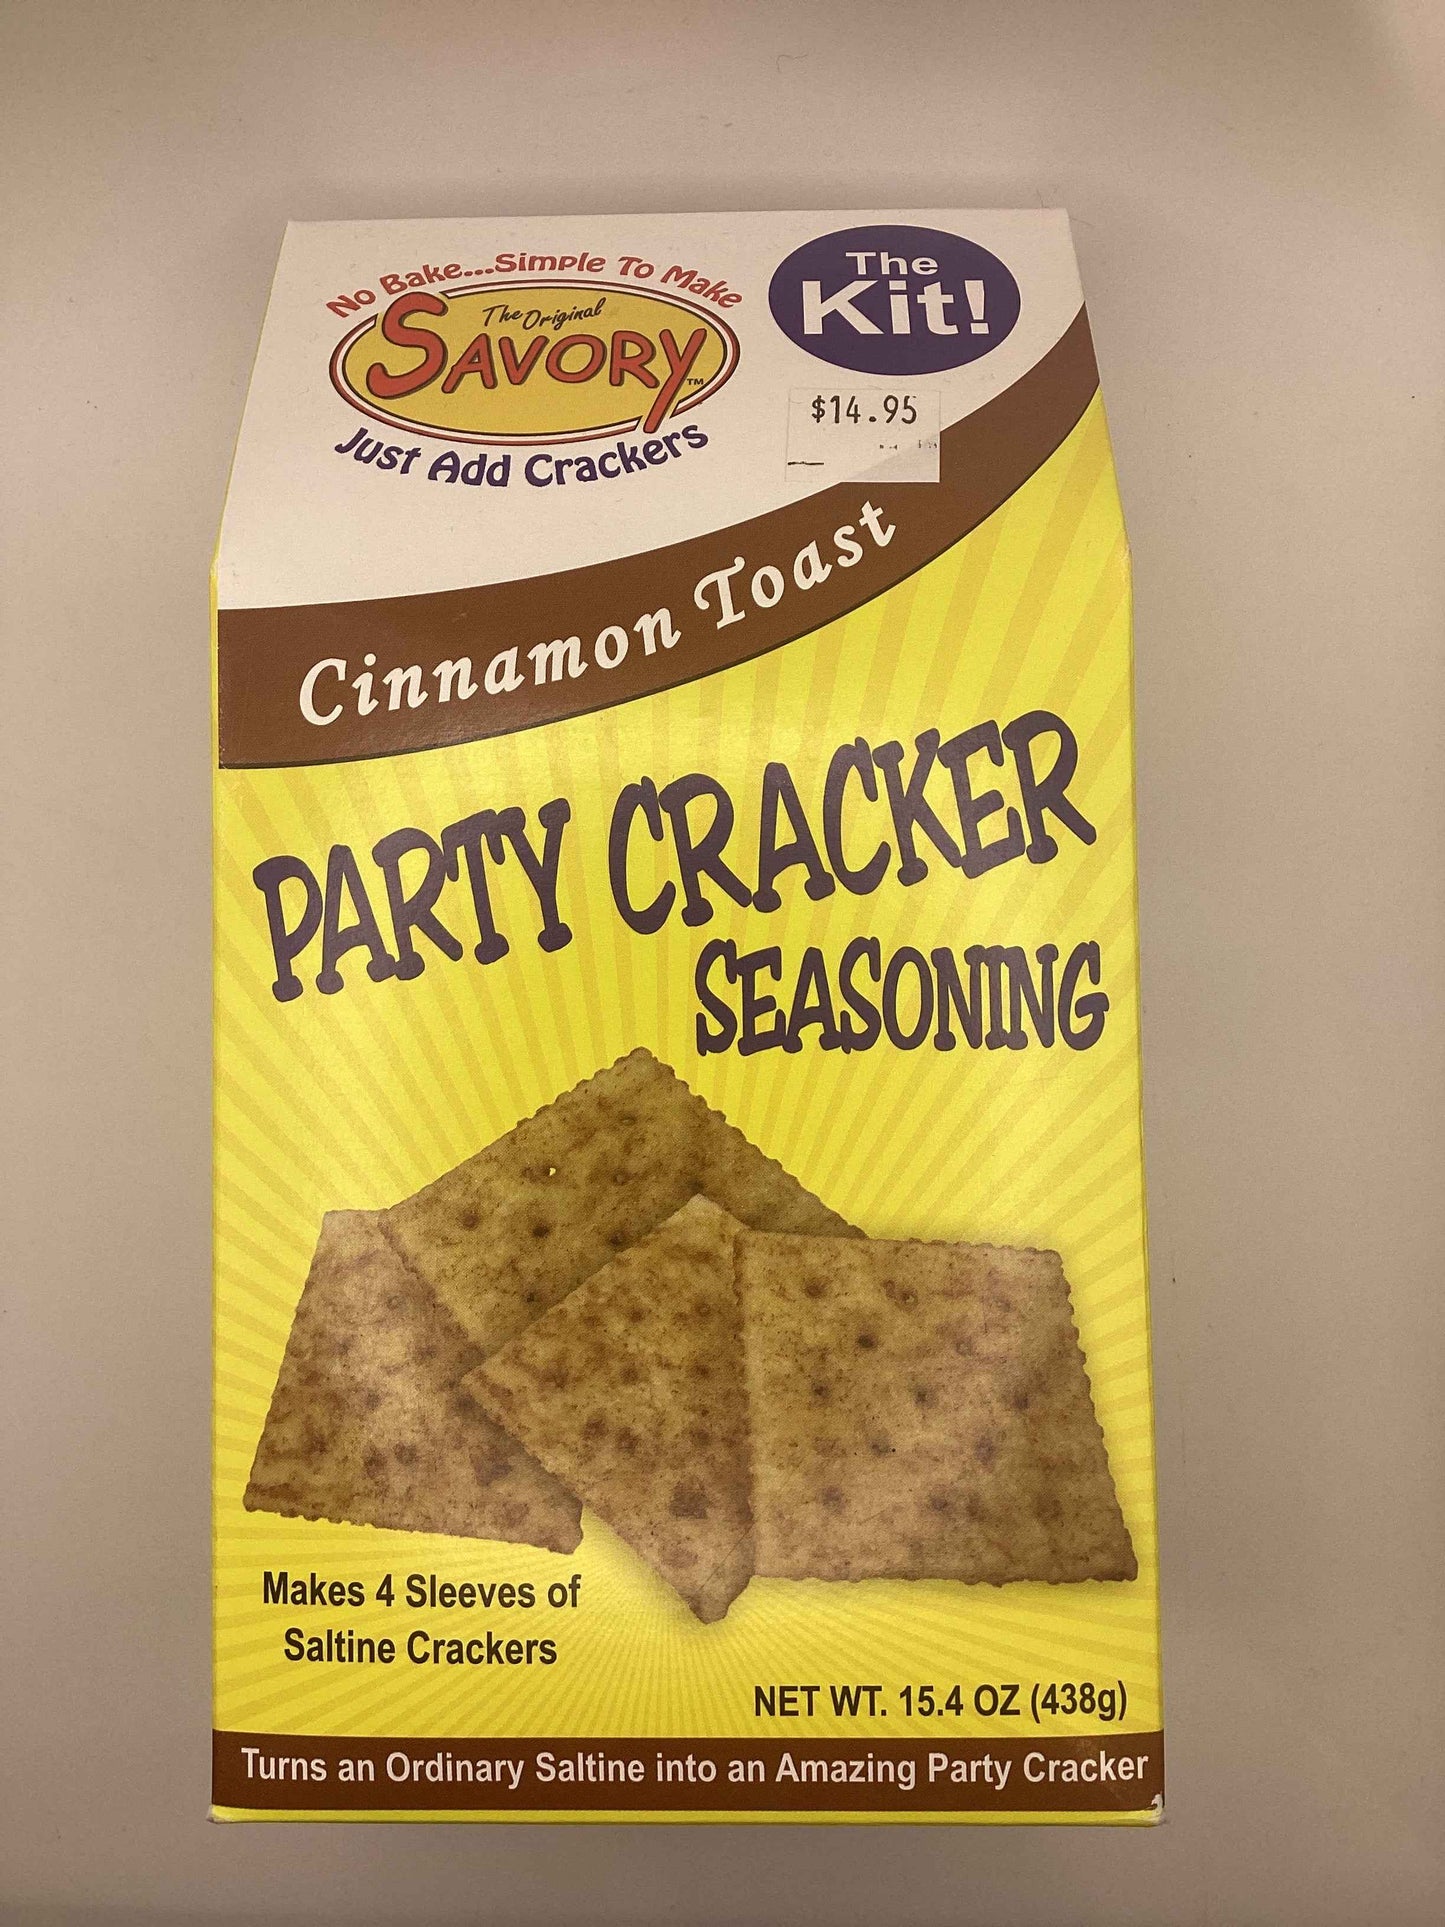 No Bake...Simple To Make
The Original
SAVORY™
Just Add Crackers
The
Kit!
$14.95
Cinnamon Toast
PARTY CRACKER
SEASONING
Makes 4 Sleeves of
Saltine Crackers
NET WT. 15.4 OZ (438g)
Turns an Ordinary Saltine into an Amazing Party Cracker